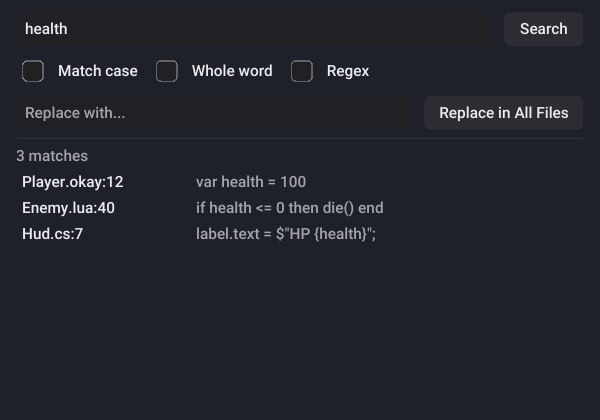 health Search
Match case Whole word Regex
Replace with... Replace in All Files
3 matches
Player.okay:12 var health = 100
Enemy.lua:40 if health <= 0 then die() end
Hud.cs:7 label.text = $"HP {health}";